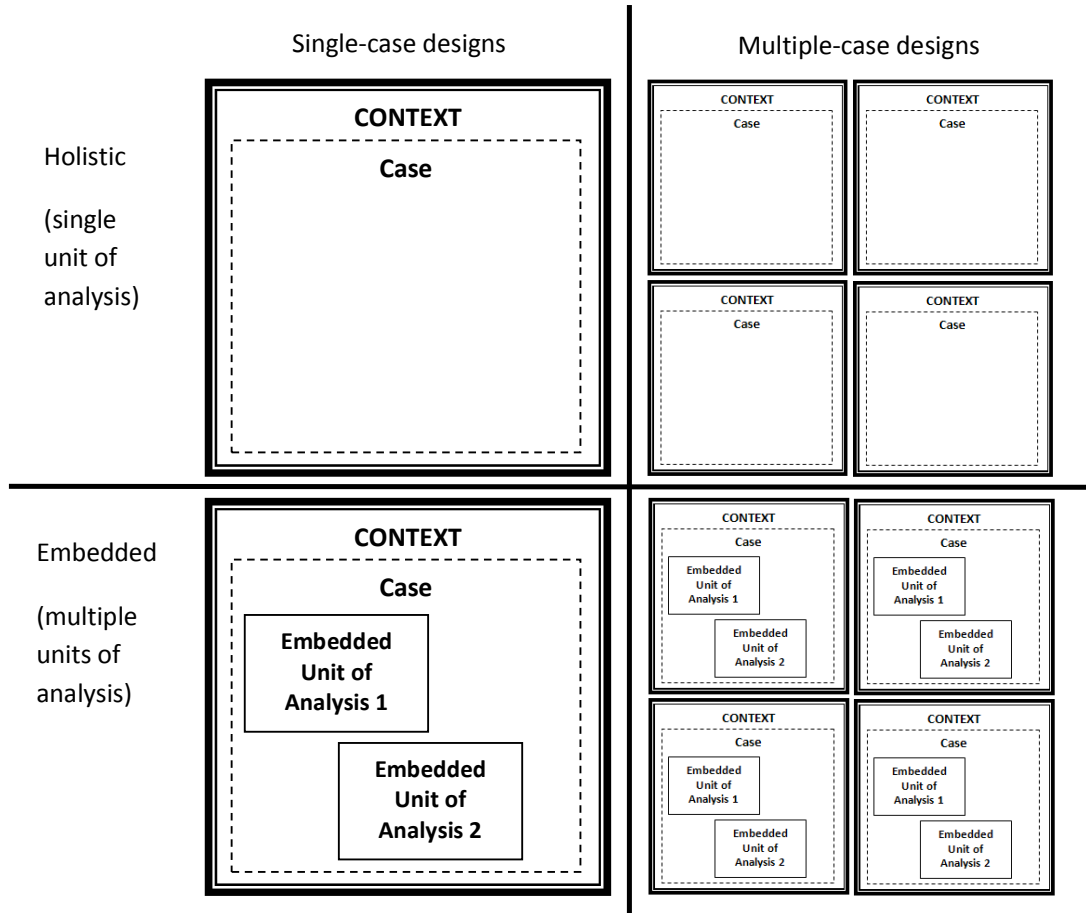 Single-case designs
Multiple-case designs
Holistic
(single
unit of
analysis)
CONTEXT
Case
CONTEXT
Case
CONTEXT
Case
CONTEXT
Case
CONTEXT
Case
Embedded
(multiple
units of
analysis)
CONTEXT
Case
Embedded
Unit of
Analysis 1
Embedded
Unit of
Analysis 2
CONTEXT
Case
Embedded
Unit of
Analysis 1
Embedded
Unit of
Analysis 2
CONTEXT
Case
Embedded
Unit of
Analysis 1
Embedded
Unit of
Analysis 2
CONTEXT
Case
Embedded
Unit of
Analysis 1
Embedded
Unit of
Analysis 2
CONTEXT
Case
Embedded
Unit of
Analysis 1
Embedded
Unit of
Analysis 2